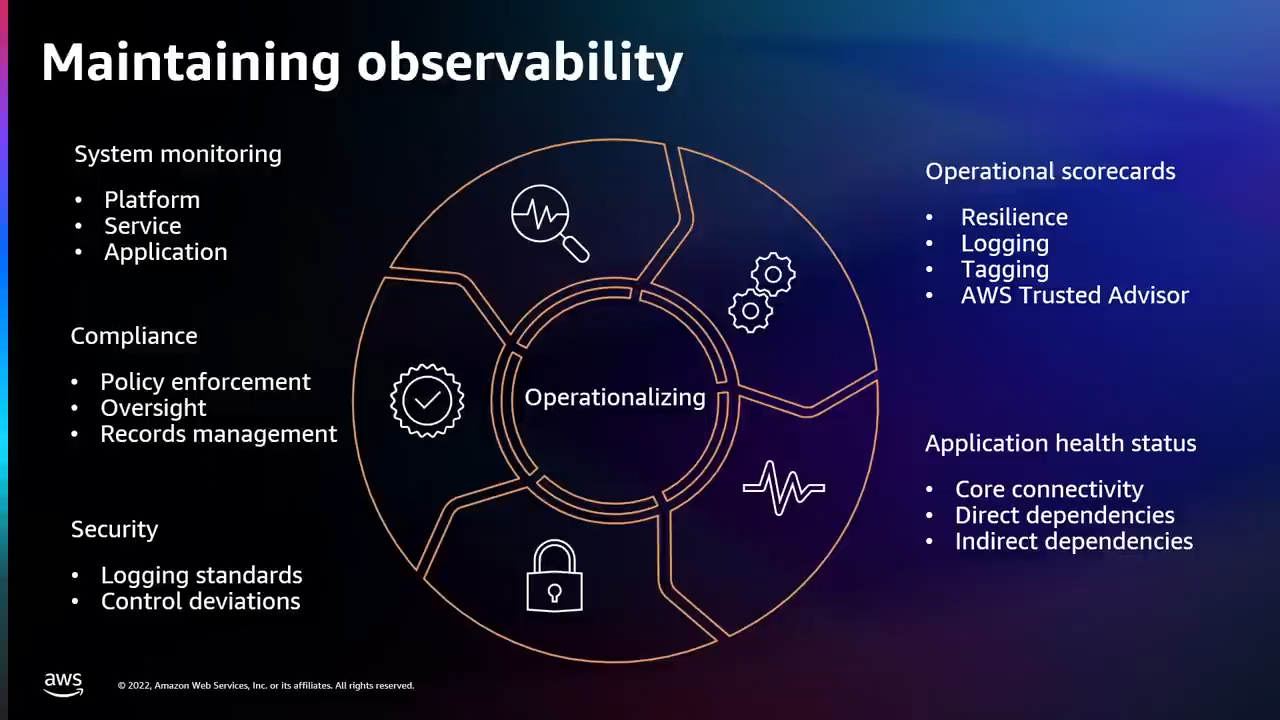 Maintaining observability
System monitoring
• Platform
• Service
• Application
Compliance
• Policy enforcement
• Oversight
• Records management
Security
• Logging standards
• Control deviations
Operationalizing
Operational scorecards
• Resilience
• Logging
• Tagging
• AWS Trusted Advisor
Application health status
• Core connectivity
• Direct dependencies
• Indirect dependencies
aws
© 2022, Amazon Web Services, Inc. or its affiliates. All rights reserved.